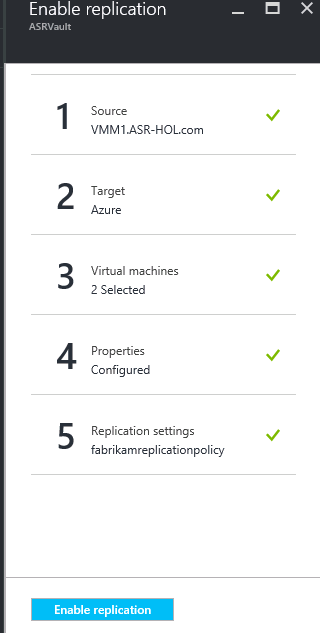 Enable replication
ASRVault
1
Source
VMM1.ASR-HOL.com
2
Target
Azure
3
Virtual machines
2 Selected
4
Properties
Configured
5
Replication settings
fabrikamreplicationpolicy
Enable replication